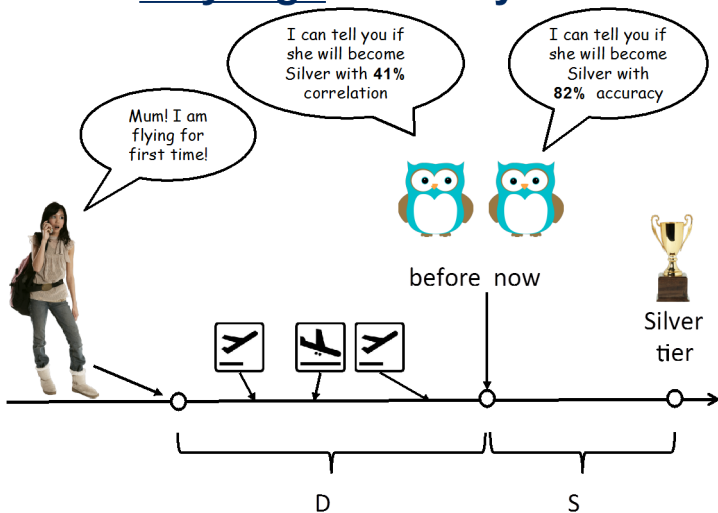 I can tell you if
she will become
Silver with 41%
correlation
I can tell you if
she will become
Silver with
82% accuracy
Mum! I am
flying for
first time!
before now
Silver
tier
D
S